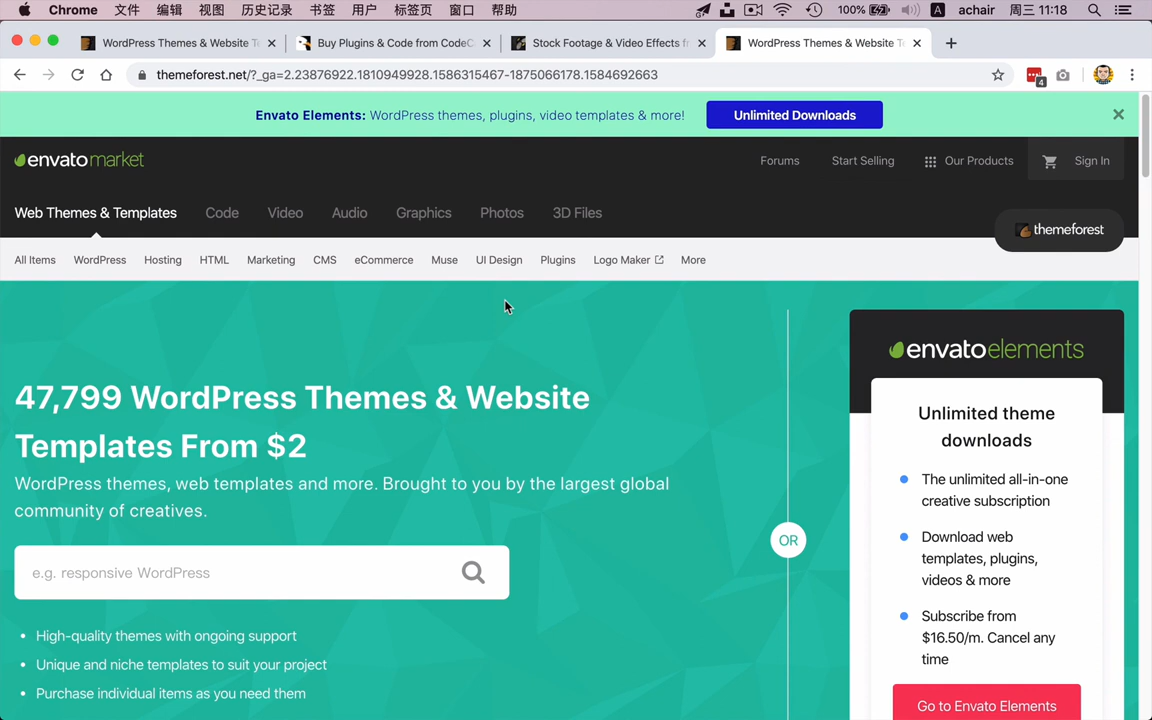 Chrome 文件 编辑 视图 历史记录 书签 用户 标签页 窗口 帮助 100% A achair 周三 11:18
WordPress Themes & Website T Buy Plugins & Code from CodeC Stock Footage & Video Effects fr WordPress Themes & Website T
themeforest.net/?_ga=2.23876922.1810949928.1586315467-1875066178.1584692663 4
Envato Elements: WordPress themes, plugins, video templates & more! Unlimited Downloads
envatomarket Forums Start Selling Our Products Sign In
Web Themes & Templates Code Video Audio Graphics Photos 3D Files
themeforest
All Items WordPress Hosting HTML Marketing CMS eCommerce Muse UI Design Plugins Logo Maker More
47,799 WordPress Themes & Website
Templates From $2
WordPress themes, web templates and more. Brought to you by the largest global
community of creatives.
e.g. responsive WordPress
• High-quality themes with ongoing support
• Unique and niche templates to suit your project
• Purchase individual items as you need them
OR
envatoelements
Unlimited theme
downloads
The unlimited all-in-one
creative subscription
Download web
templates, plugins,
videos & more
Subscribe from
$16.50/m. Cancel any
time
Go to Envato Elements